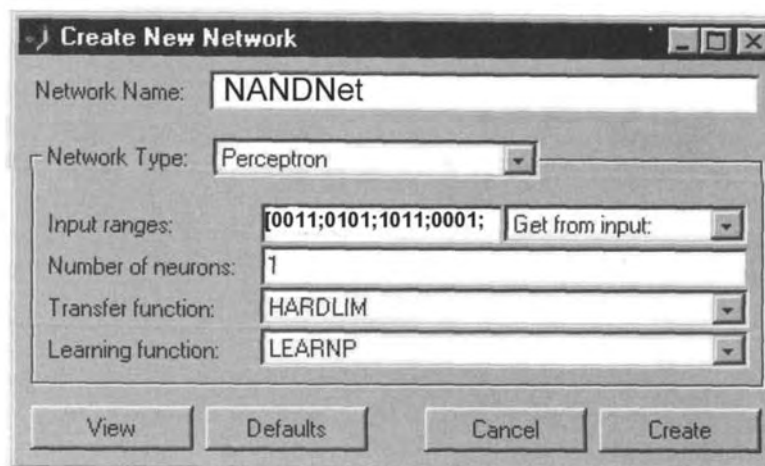 Create New Network
Network Name: NANDNet
Network Type: Perceptron
Input ranges: [0011;0101;1011;0001; Get from input:
Number of neurons: 1
Transfer function: HARDLIM
Learning function: LEARNP
View Defaults Cancel Create